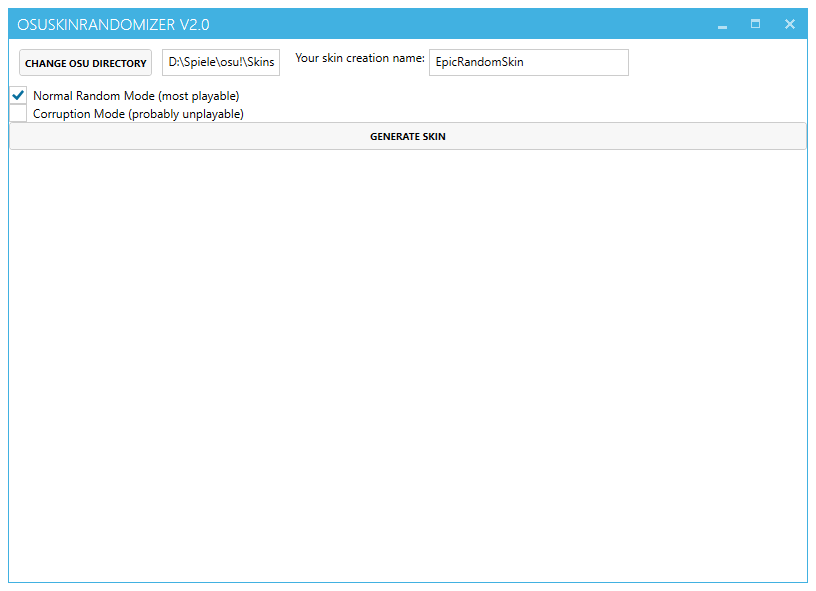 OSUSKINRANDOMIZER V2.0
CHANGE OSU DIRECTORY D:\Spiele\osu!\Skins Your skin creation name: EpicRandomSkin
Normal Random Mode (most playable)
Corruption Mode (probably unplayable)
GENERATE SKIN